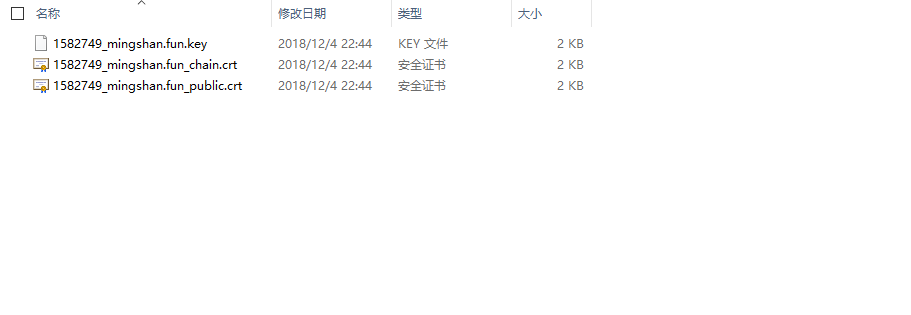 名称 修改日期 类型 大小
1582749_mingshan.fun.key 2018/12/4 22:44 KEY 文件 2 KB
1582749_mingshan.fun_chain.crt 2018/12/4 22:44 安全证书 2 KB
1582749_mingshan.fun_public.crt 2018/12/4 22:44 安全证书 2 KB